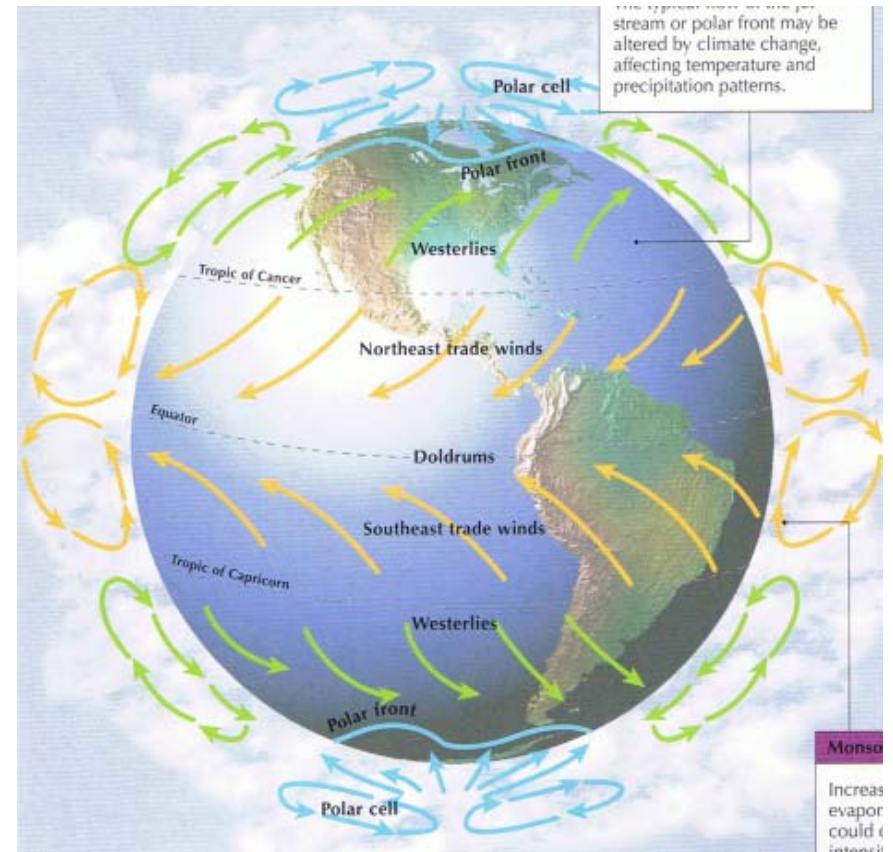 stream or polar front may be
altered by climate change,
affecting temperature and
precipitation patterns.
Polar cell
Polar front
Westerlies
Tropic of Cancer
Northeast trade winds
Equator
Doldrums
Southeast trade winds
Tropic of Capricorn
Westerlies
Polar front
Polar cell
could